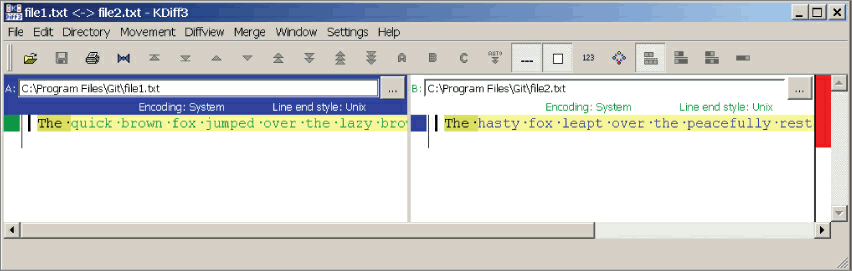 file1.txt <-> file2.txt - KDiff3
File Edit Directory Movement Diffview Merge Window Settings Help
A B C AUTO 123
A: C:\Program Files\Git\file1.txt ... B: C:\Program Files\Git\file2.txt ...
Encoding: System Line end style: Unix Encoding: System Line end style: Unix
The·quick·brown·fox·jumped·over·the·lazy·bro The·hasty·fox·leapt·over·the·peacefully·rest